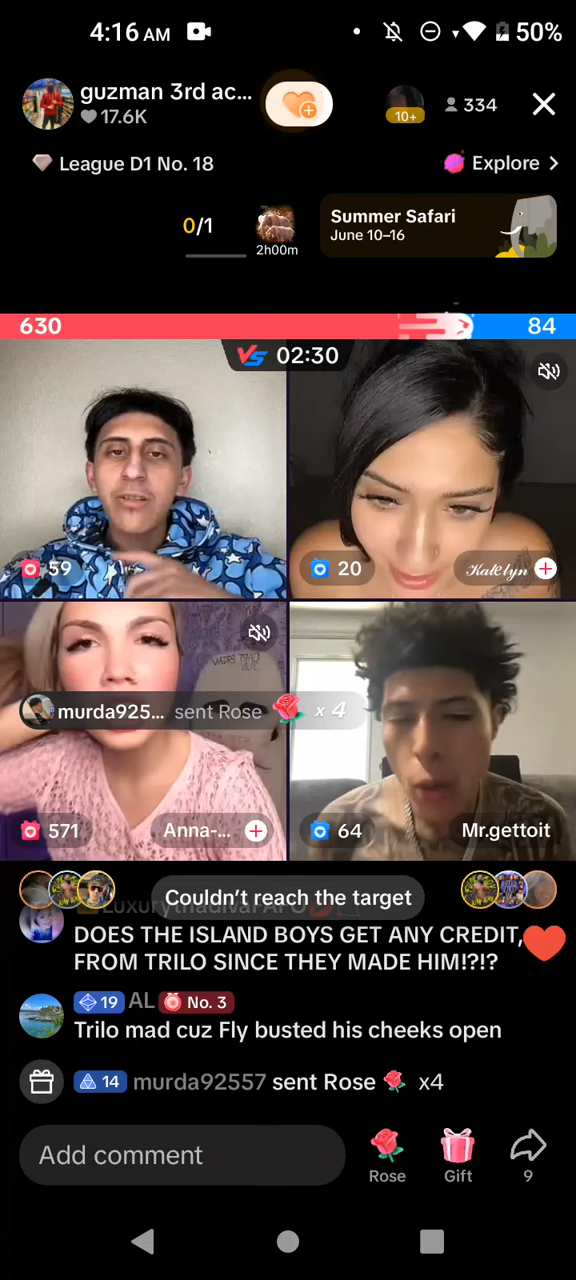 4:16 AM
50%
guzman 3rd ac...
17.6K
10+
334
League D1 No. 18
Explore >
0/1
2h00m
Summer Safari
June 10–16
630
84
VS 02:30
59
20
Katelyn
murda925... sent Rose x 4
571
Anna-...
64
Mr.gettoit
Couldn't reach the target
DOES THE ISLAND BOYS GET ANY CREDIT,
FROM TRILO SINCE THEY MADE HIM!?!?
19 AL No. 3
Trilo mad cuz Fly busted his cheeks open
14 murda92557 sent Rose x4
Add comment
Rose
Gift
9